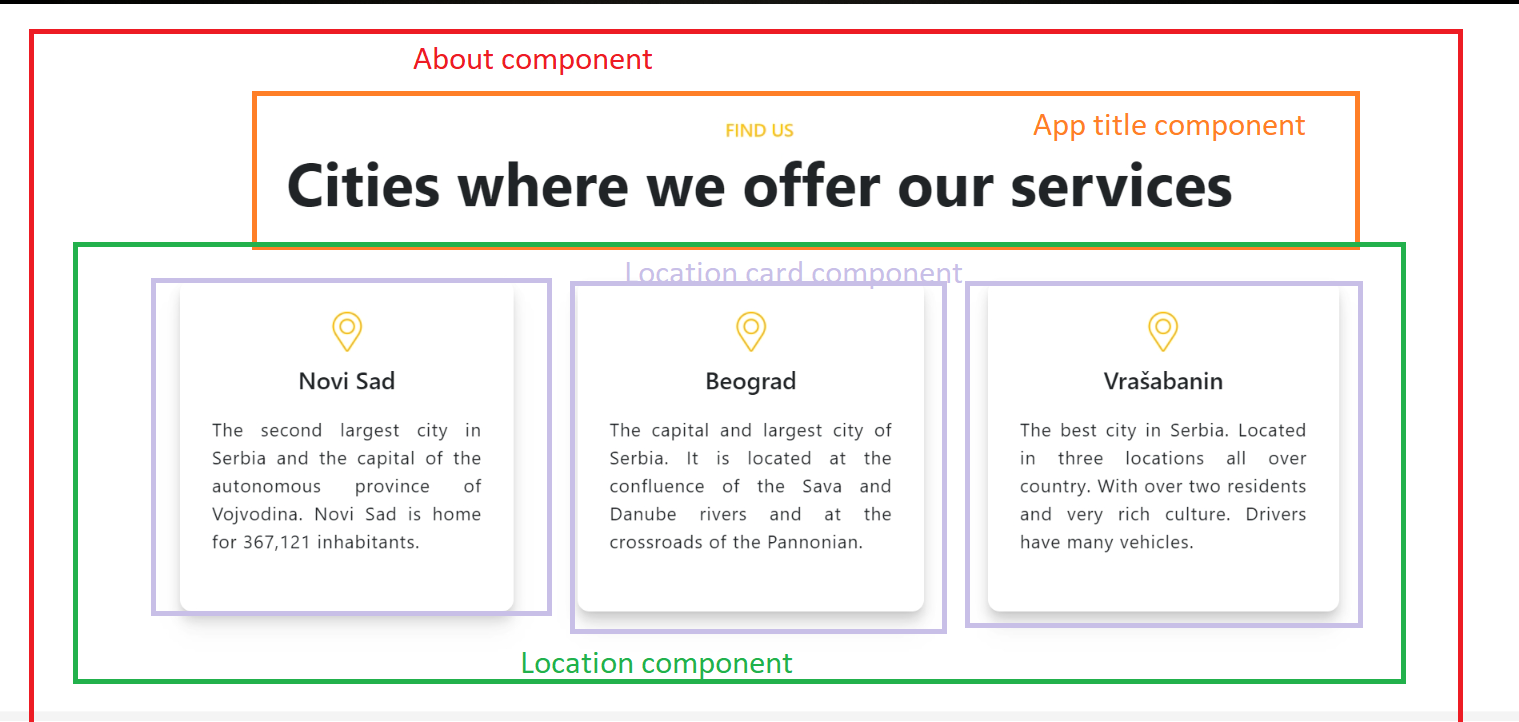 About component
App title component
FIND US
Cities where we offer our services
Location card component
Novi Sad
The second largest city in
Serbia and the capital of the
autonomous province of
Vojvodina. Novi Sad is home
for 367,121 inhabitants.
Beograd
The capital and largest city of
Serbia. It is located at the
confluence of the Sava and
Danube rivers and at the
crossroads of the Pannonian.
Vrašabanin
The best city in Serbia. Located
in three locations all over
country. With over two residents
and very rich culture. Drivers
have many vehicles.
Location component